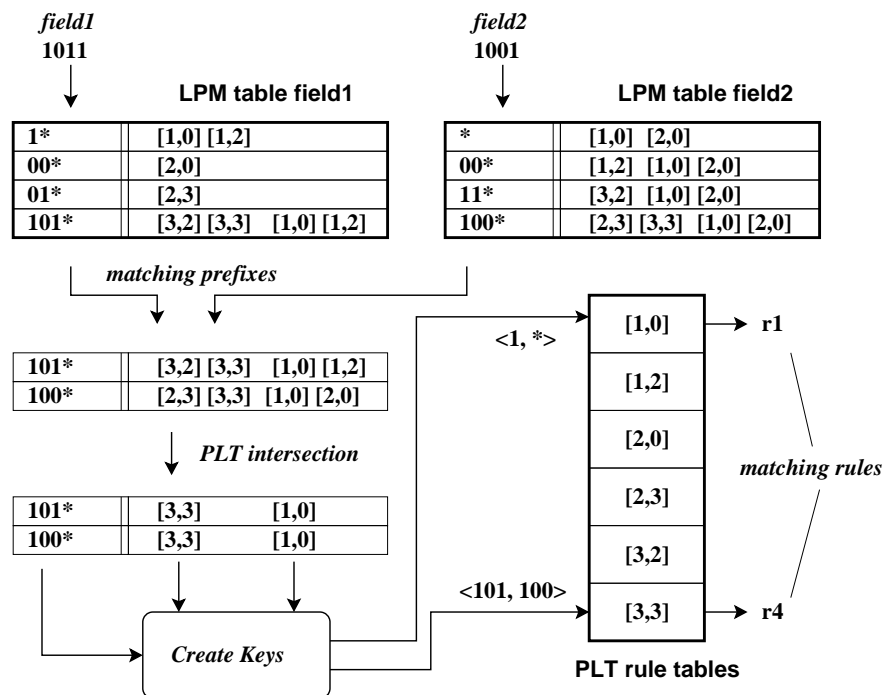 field1
1011
field2
1001
LPM table field1
LPM table field2
1* [1,0] [1,2]
00* [2,0]
01* [2,3]
101* [3,2] [3,3] [1,0] [1,2]
* [1,0] [2,0]
00* [1,2] [1,0] [2,0]
11* [3,2] [1,0] [2,0]
100* [2,3] [3,3] [1,0] [2,0]
matching prefixes
101* [3,2] [3,3] [1,0] [1,2]
100* [2,3] [3,3] [1,0] [2,0]
PLT intersection
101* [3,3] [1,0]
100* [3,3] [1,0]
Create Keys
<1, *>
<101, 100>
[1,0]
[1,2]
[2,0]
[2,3]
[3,2]
[3,3]
PLT rule tables
r1
matching rules
r4